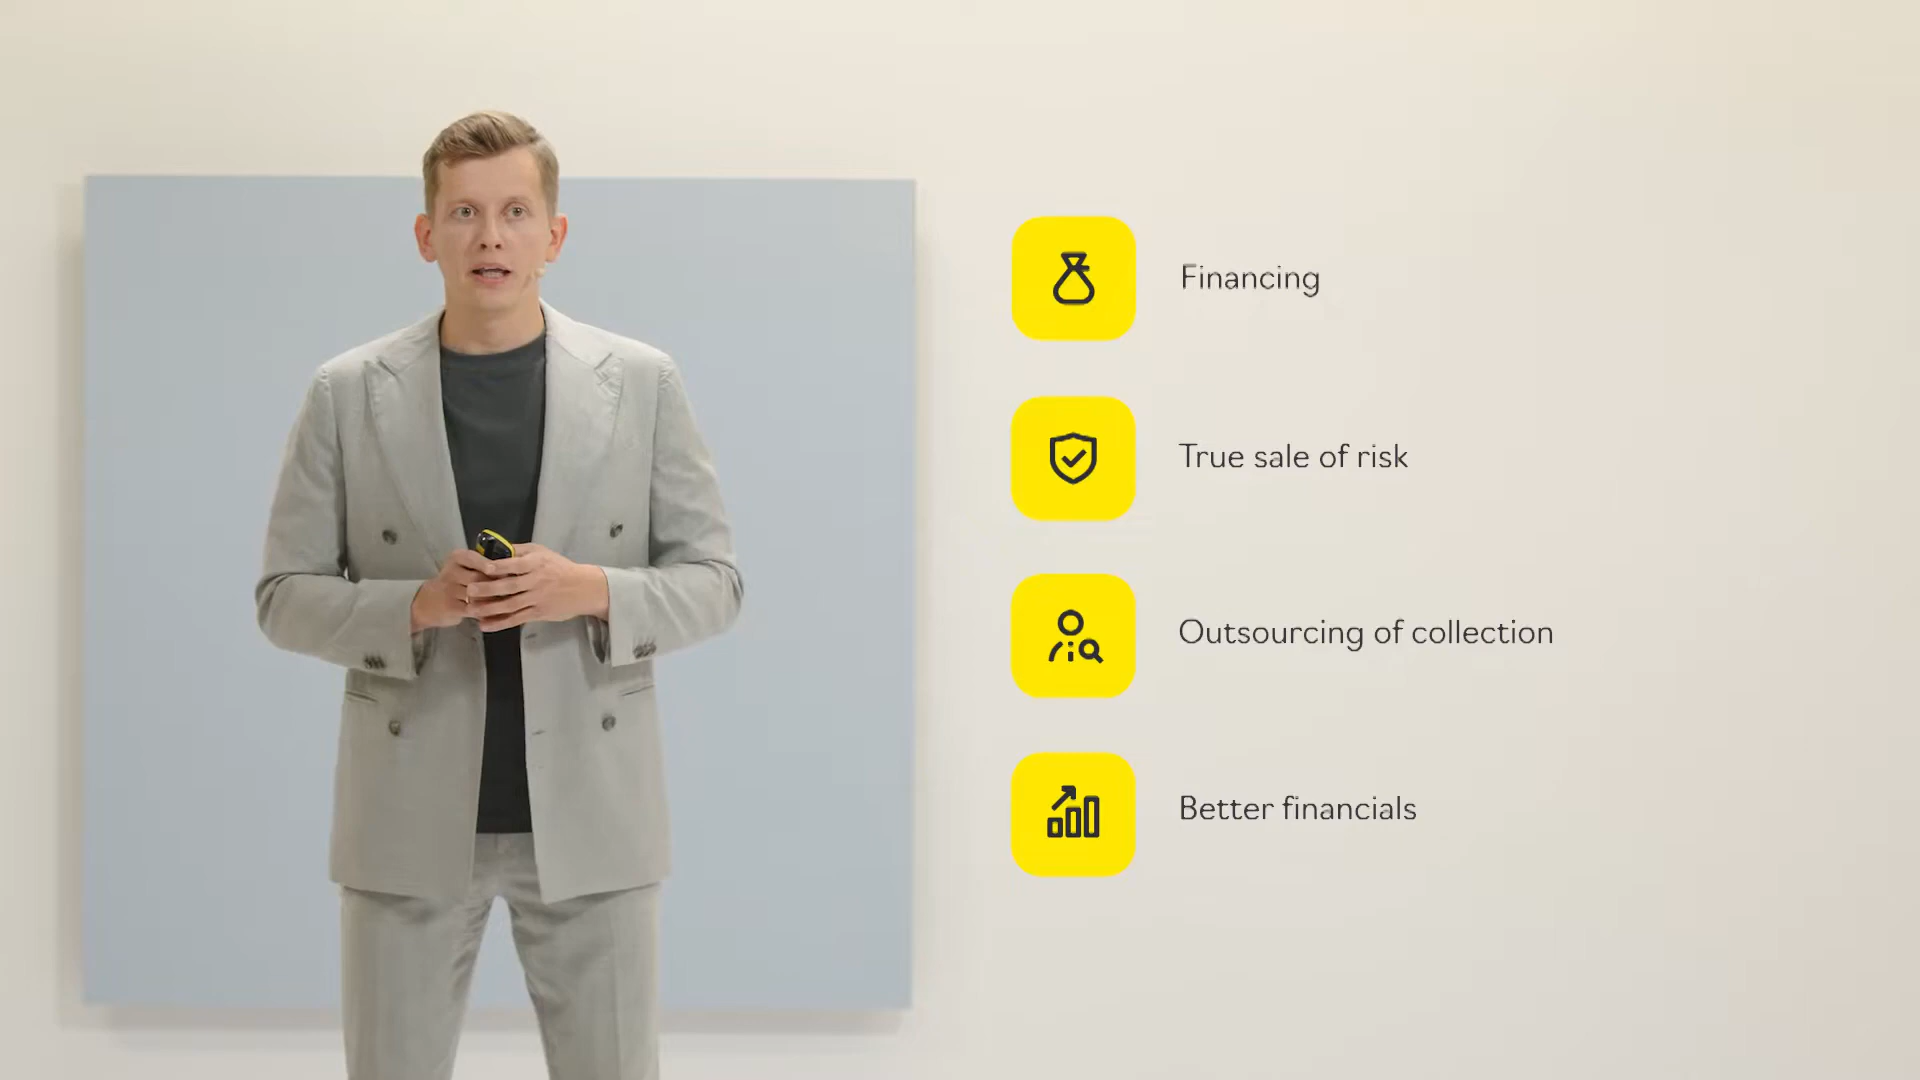 Financing
True sale of risk
Outsourcing of collection
Better financials